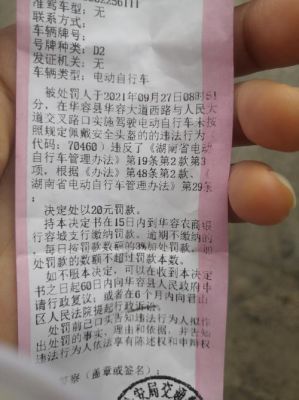 准驾车型：无
联系方式：
车辆牌号：
号牌种类：D2
发证机关：无
车辆类型：电动自行车
被处罚人于2021年09月27日08时51
分，在华容县华容大道西路与人民大
道交叉路口实施驾驶电动自行车未按
照规定佩戴安全头盔的的违法行为（
代码：70460）违反了《湖南省电动
自行车管理办法》第19条第2款第3
项，根据《办法》第48条第2款、《
湖南省电动自行车管理办法》第29条
，
决定处以20元罚款。
持本决定书在15日内到华容农商银
行容城支行缴纳罚款。逾期不缴纳的
，每日按罚款数额的3%加处罚款，加
处罚款的数额不超过罚款本数。
如不服本决定，可以在收到本决定
书之日起60日内向华容县人民政府申
请行政复议；或者在6个月内向君山
区人民法院提起行政诉讼。
处罚前已口头告知违法行为人拟作
出处罚的事实、理由和依据，并告知
违法行为人依法享有陈述权和申辩权
警察（盖章或签名）：
安局交通